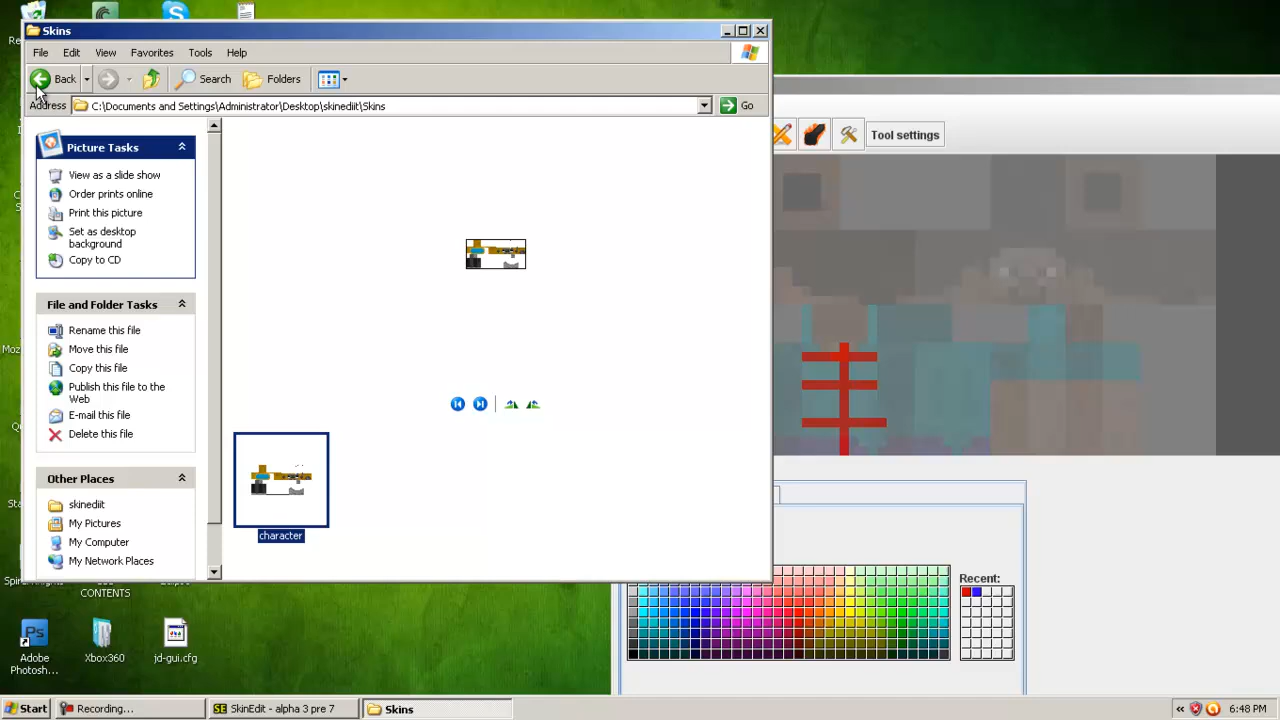 Skins
File Edit View Favorites Tools Help
Back Search Folders
Address C:\Documents and Settings\Administrator\Desktop\skinediit\Skins Go
Picture Tasks
View as a slide show
Order prints online
Print this picture
Set as desktop
background
Copy to CD
File and Folder Tasks
Rename this file
Move this file
Copy this file
Publish this file to the
Web
E-mail this file
Delete this file
Other Places
skinediit
My Pictures
My Computer
My Network Places
character
Tool settings
Recent:
CONTENTS
Ps
Adobe
Photosh...
Xbox360
jd-gui.cfg
Start
Recording...
SE SkinEdit - alpha 3 pre 7
Skins
6:48 PM